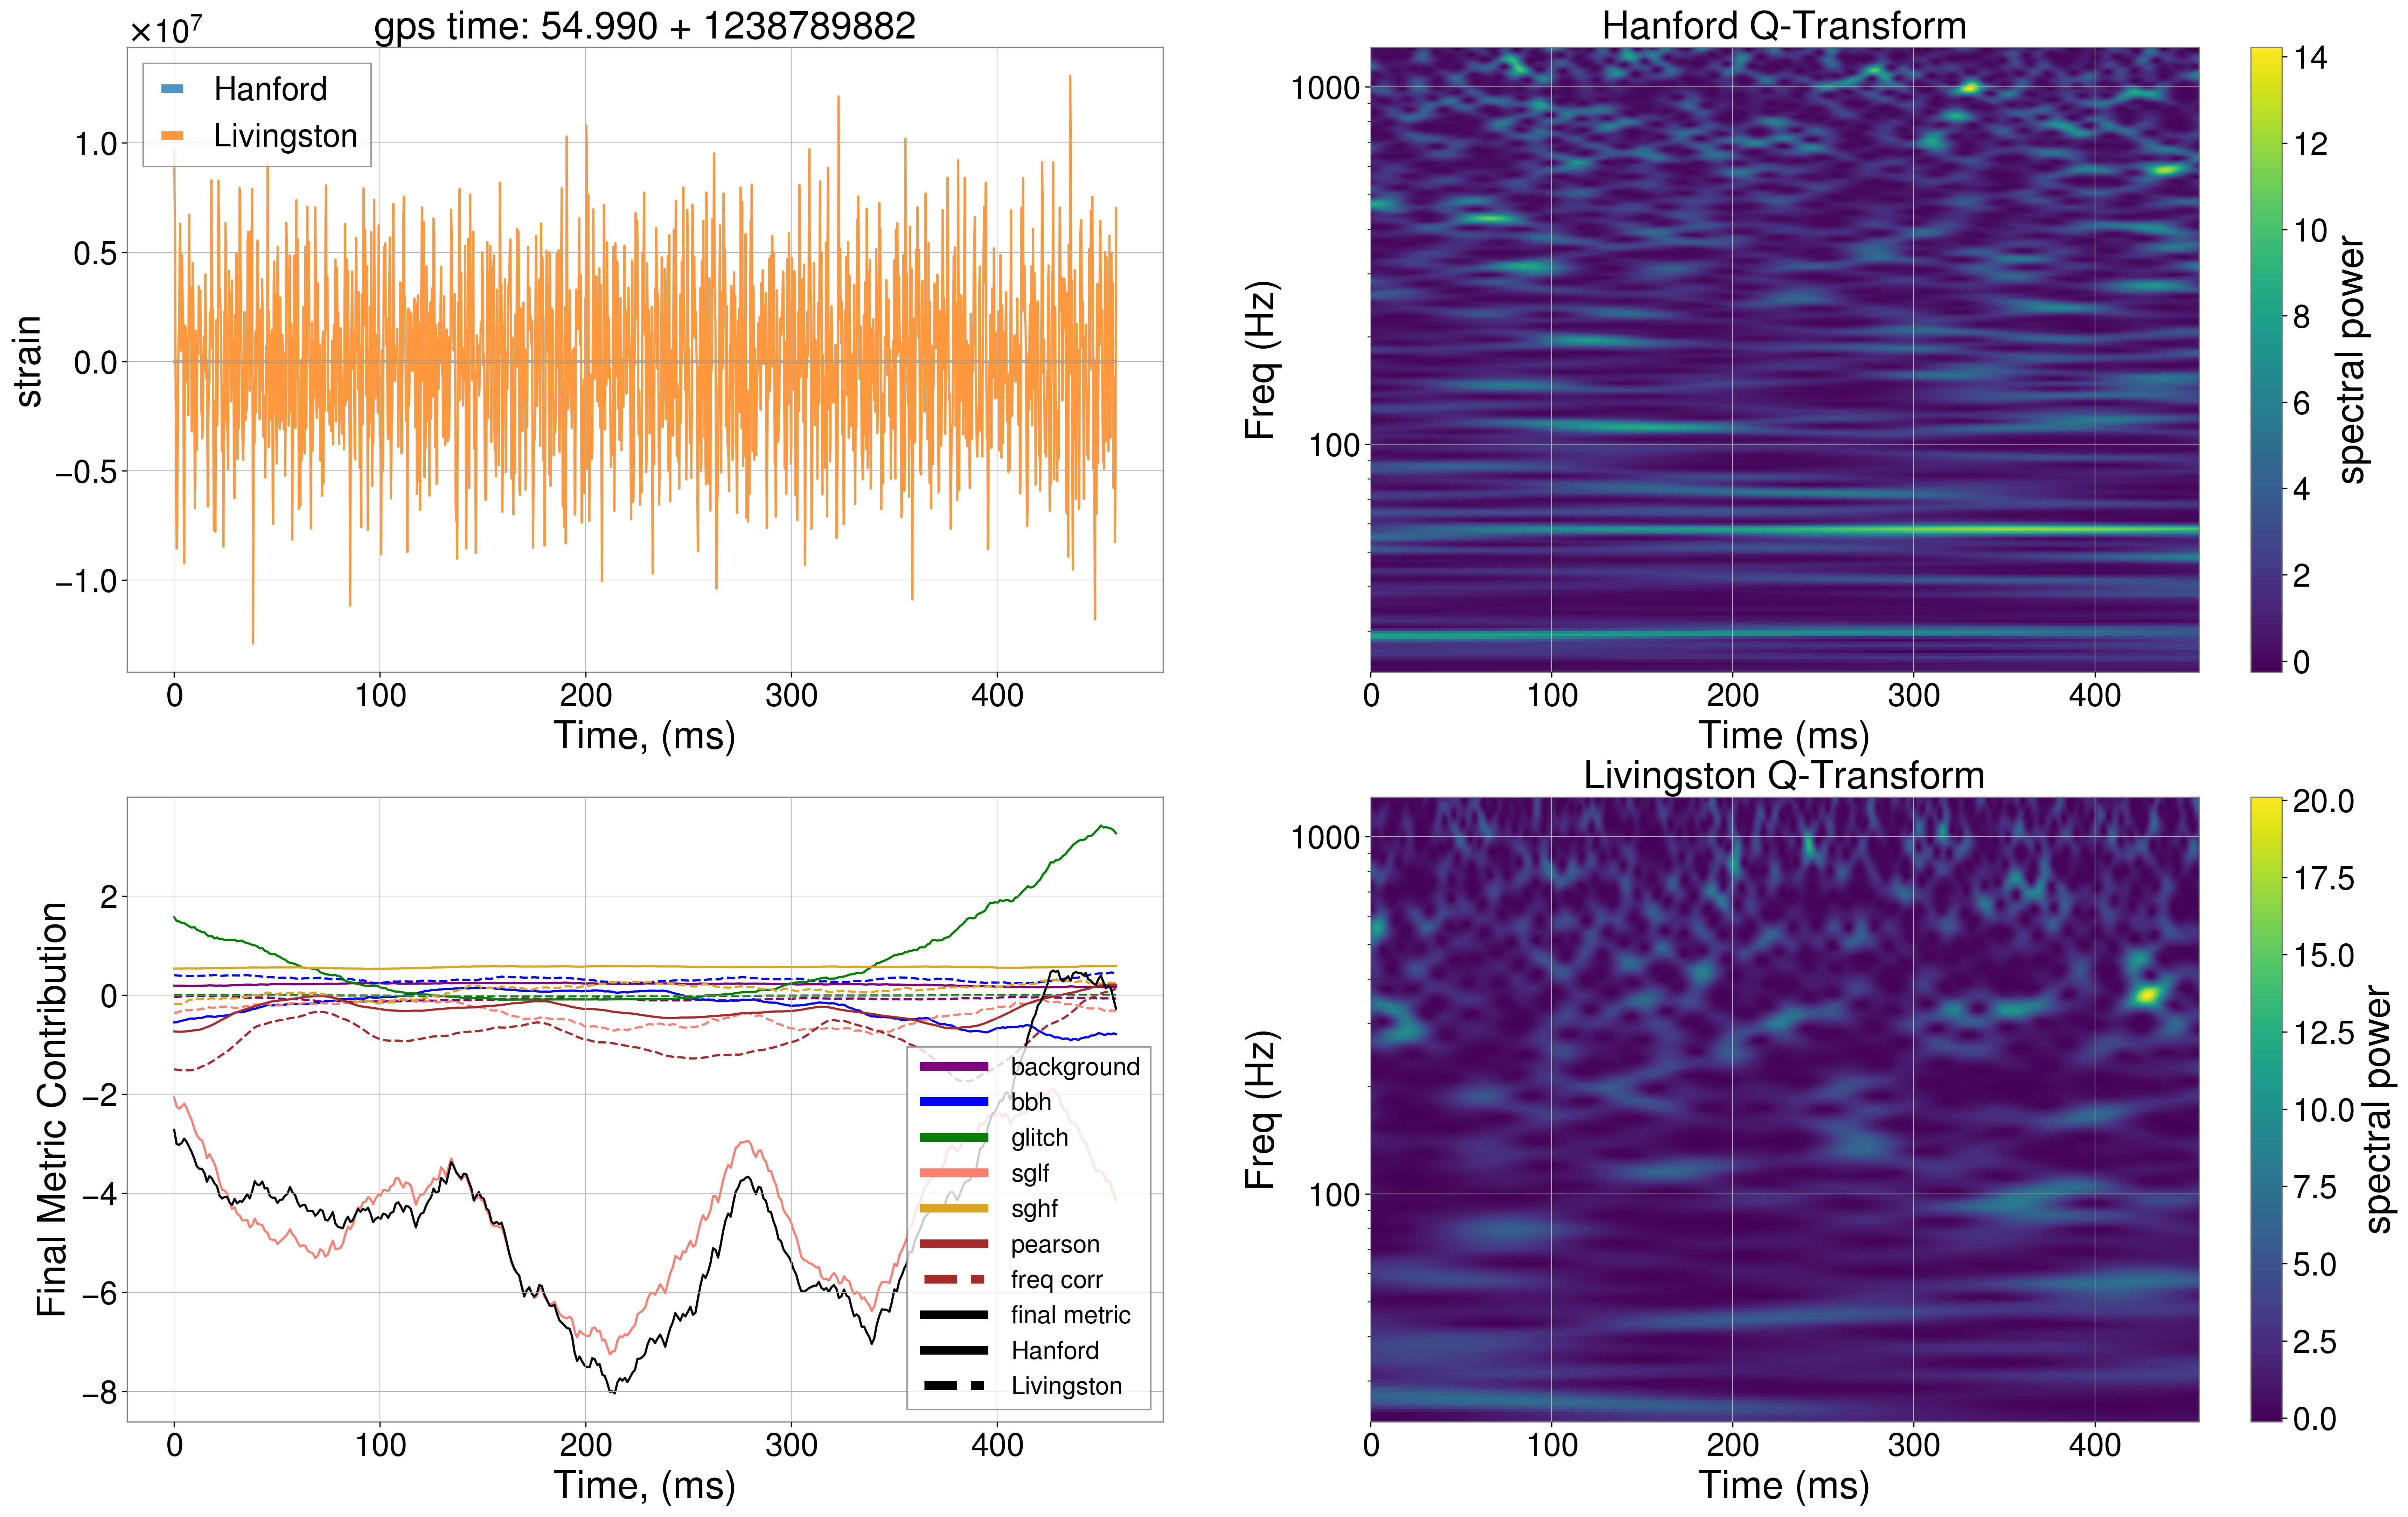 ×10⁷
gps time: 54.990 + 1238789882
Hanford
Livingston
1.0
0.5
0.0
−0.5
−1.0
strain
0 100 200 300 400
Time, (ms)
Hanford Q-Transform
1000
100
Freq (Hz)
0 100 200 300 400
Time (ms)
14
12
10
8
6
4
2
0
spectral power
2
0
−2
−4
−6
−8
Final Metric Contribution
background
bbh
glitch
sglf
sghf
pearson
freq corr
final metric
Hanford
Livingston
0 100 200 300 400
Time, (ms)
Livingston Q-Transform
1000
100
Freq (Hz)
0 100 200 300 400
Time (ms)
20.0
17.5
15.0
12.5
10.0
7.5
5.0
2.5
0.0
spectral power